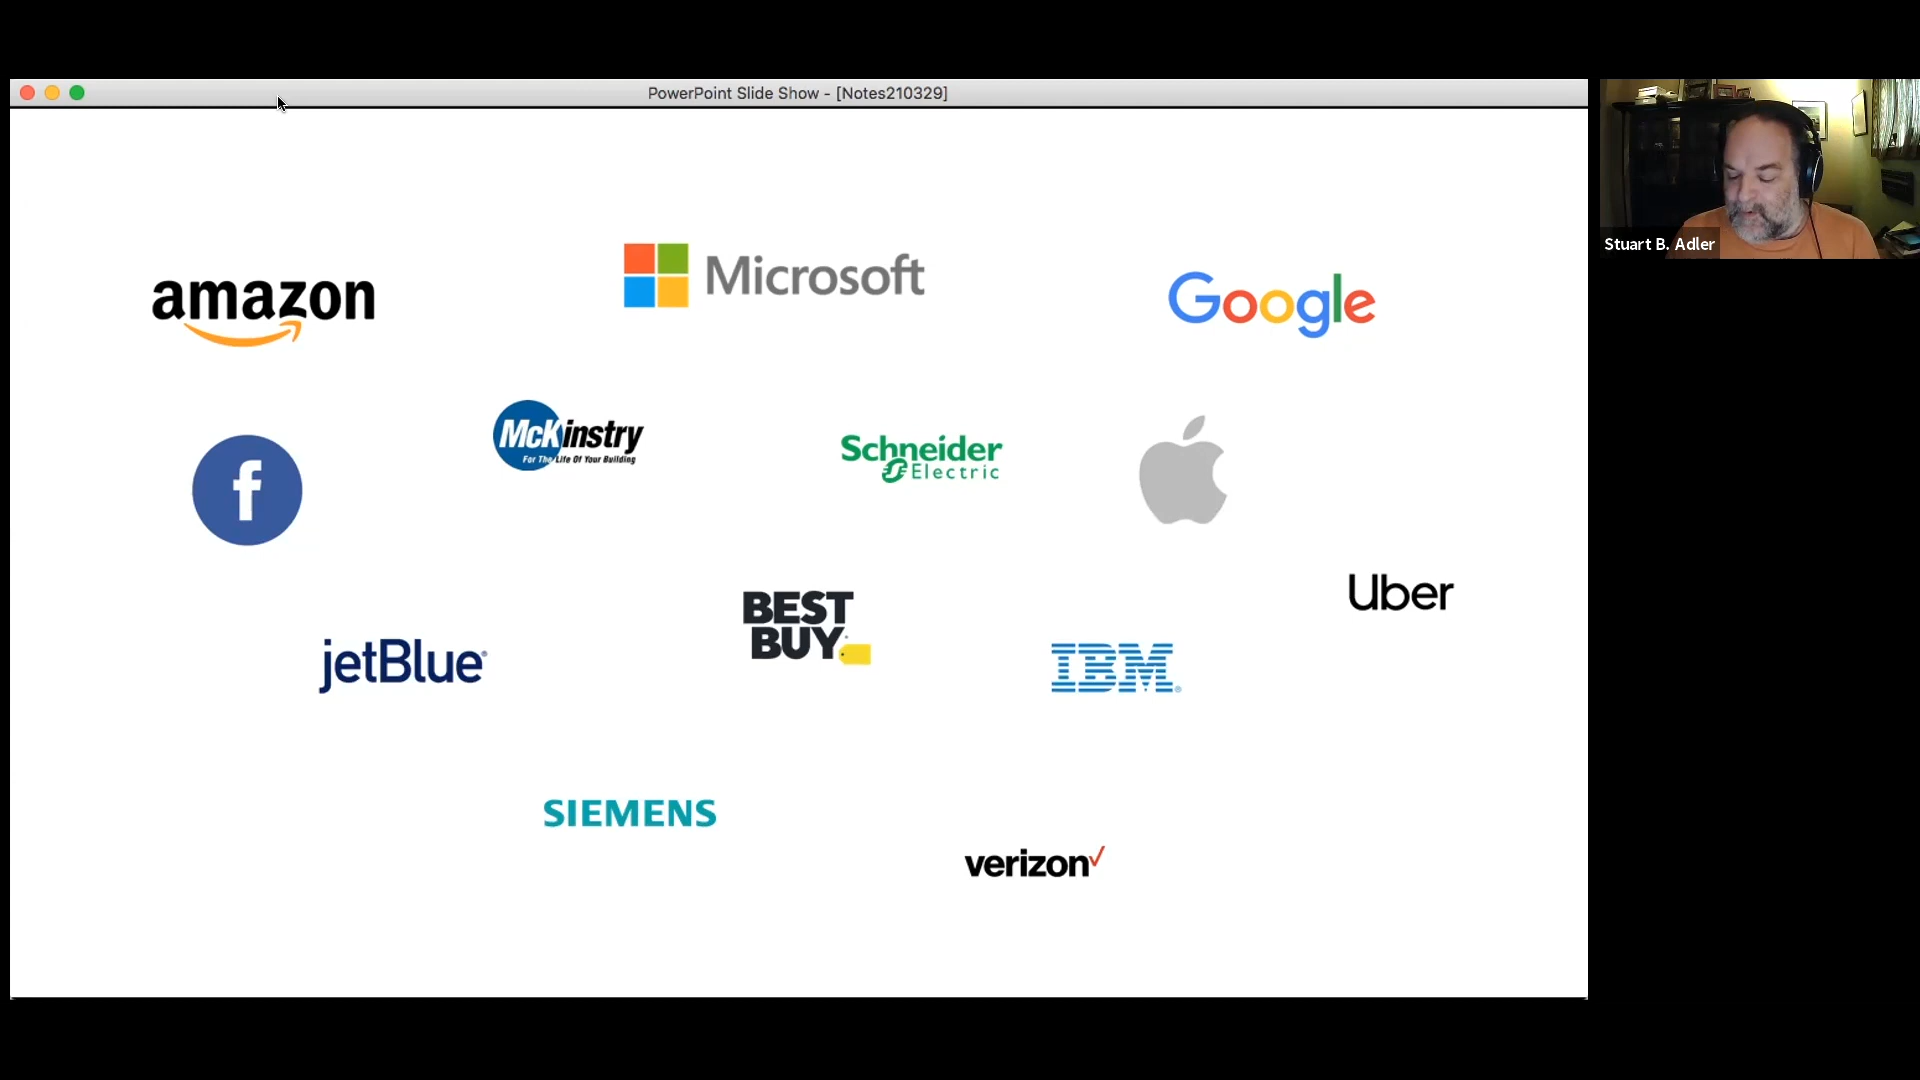 PowerPoint Slide Show - [Notes210329]
Stuart B. Adler
amazon
Microsoft
Google
f
McKinstry
For The Life Of Your Building
Schneider
Electric
Uber
jetBlue®
BEST
BUY
IBM®
SIEMENS
verizon✓